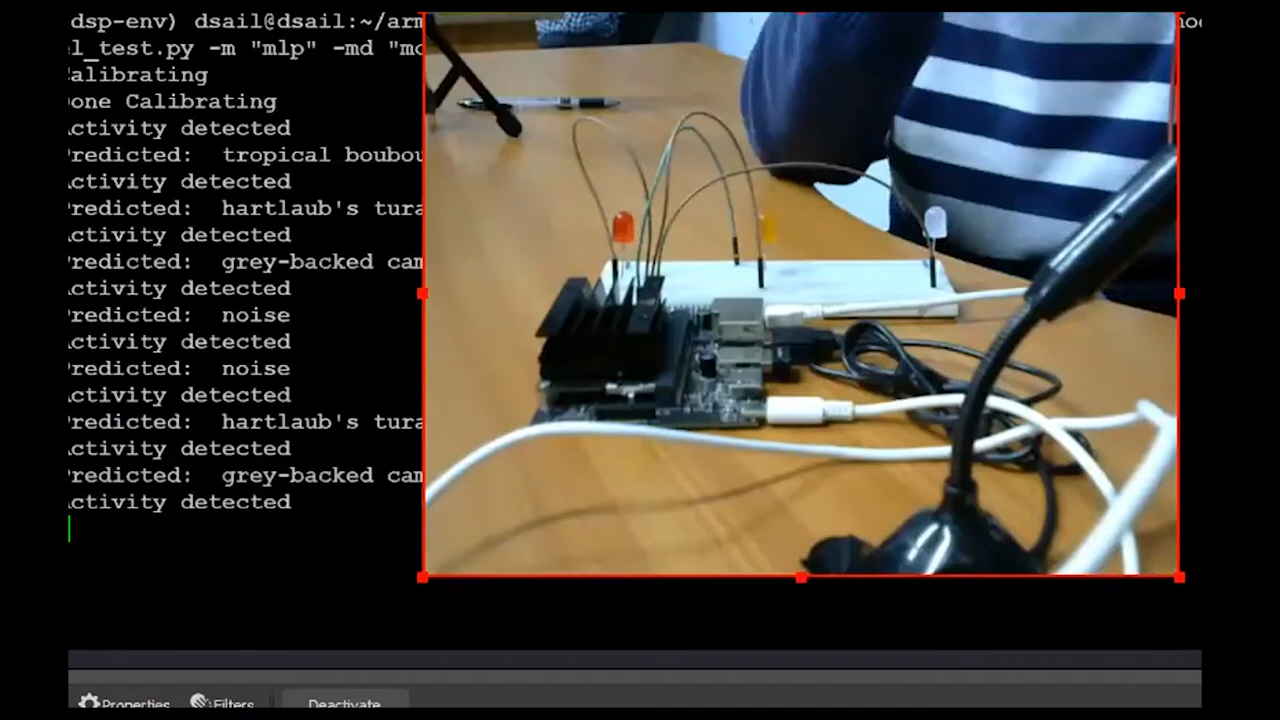 dsp-env) dsail@dsail:~/arm
el_test.py -m "mlp" -md "mo
alibrating
one Calibrating
ctivity detected
redicted: tropical boubou
ctivity detected
redicted: hartlaub's tura
ctivity detected
redicted: grey-backed cam
ctivity detected
redicted: noise
ctivity detected
redicted: noise
ctivity detected
redicted: hartlaub's tura
ctivity detected
redicted: grey-backed cam
ctivity detected
Properties Filters Deactivate